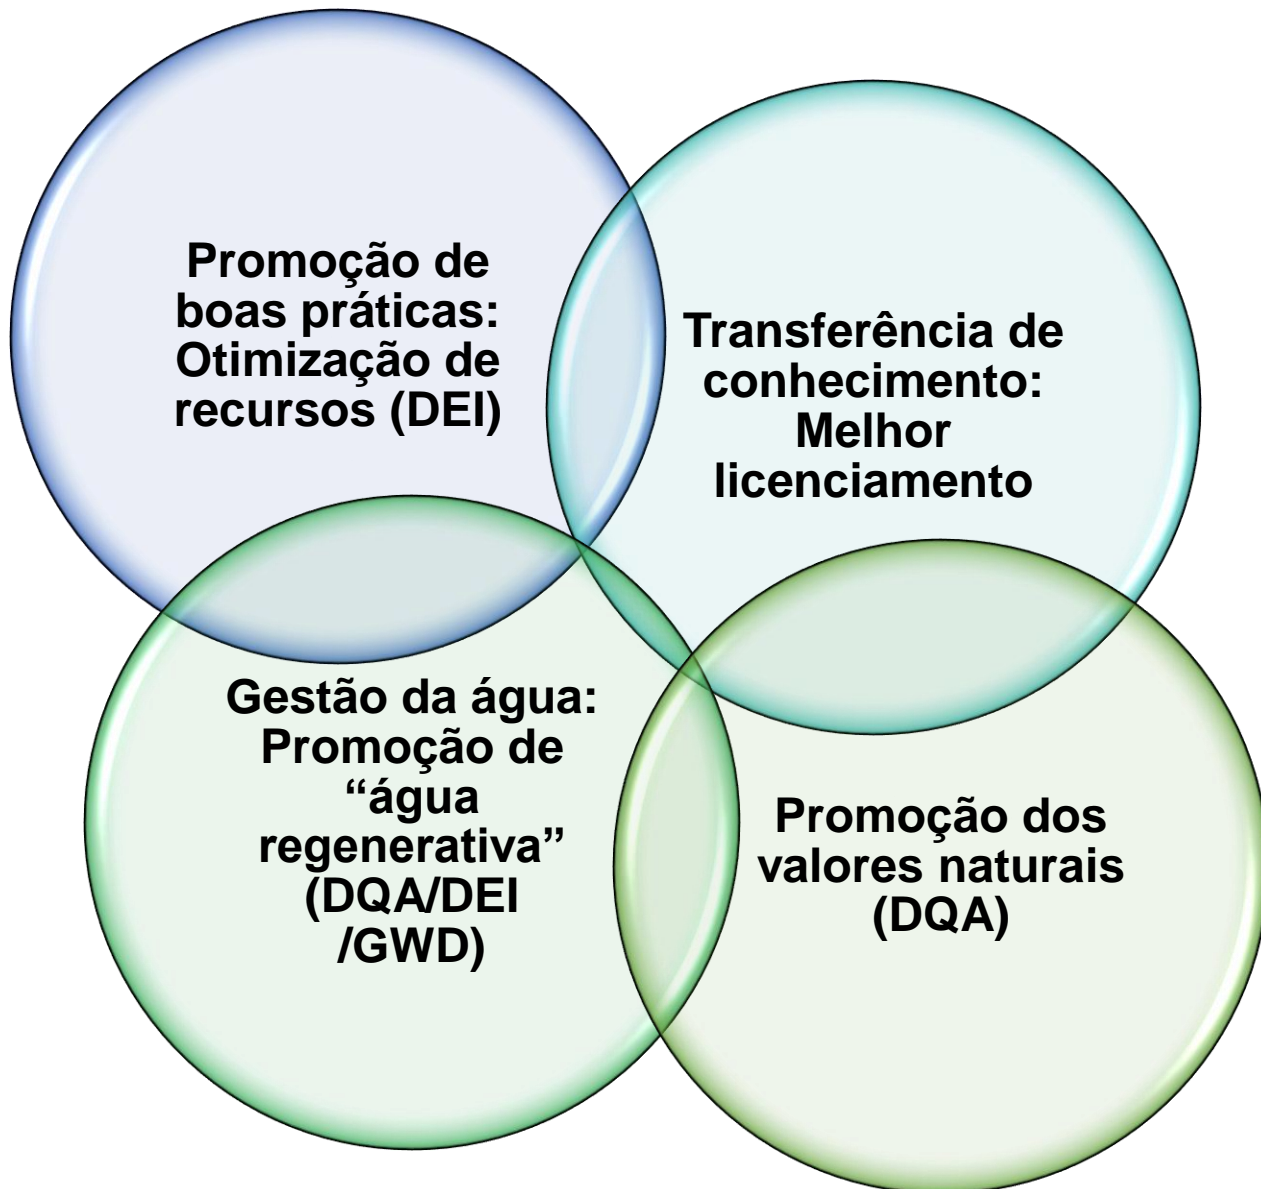 Promoção de
boas práticas:
Otimização de
recursos (DEI)
Transferência de
conhecimento:
Melhor
licenciamento
Gestão da água:
Promoção de
“água
regenerativa”
(DQA/DEI
/GWD)
Promoção dos
valores naturais
(DQA)